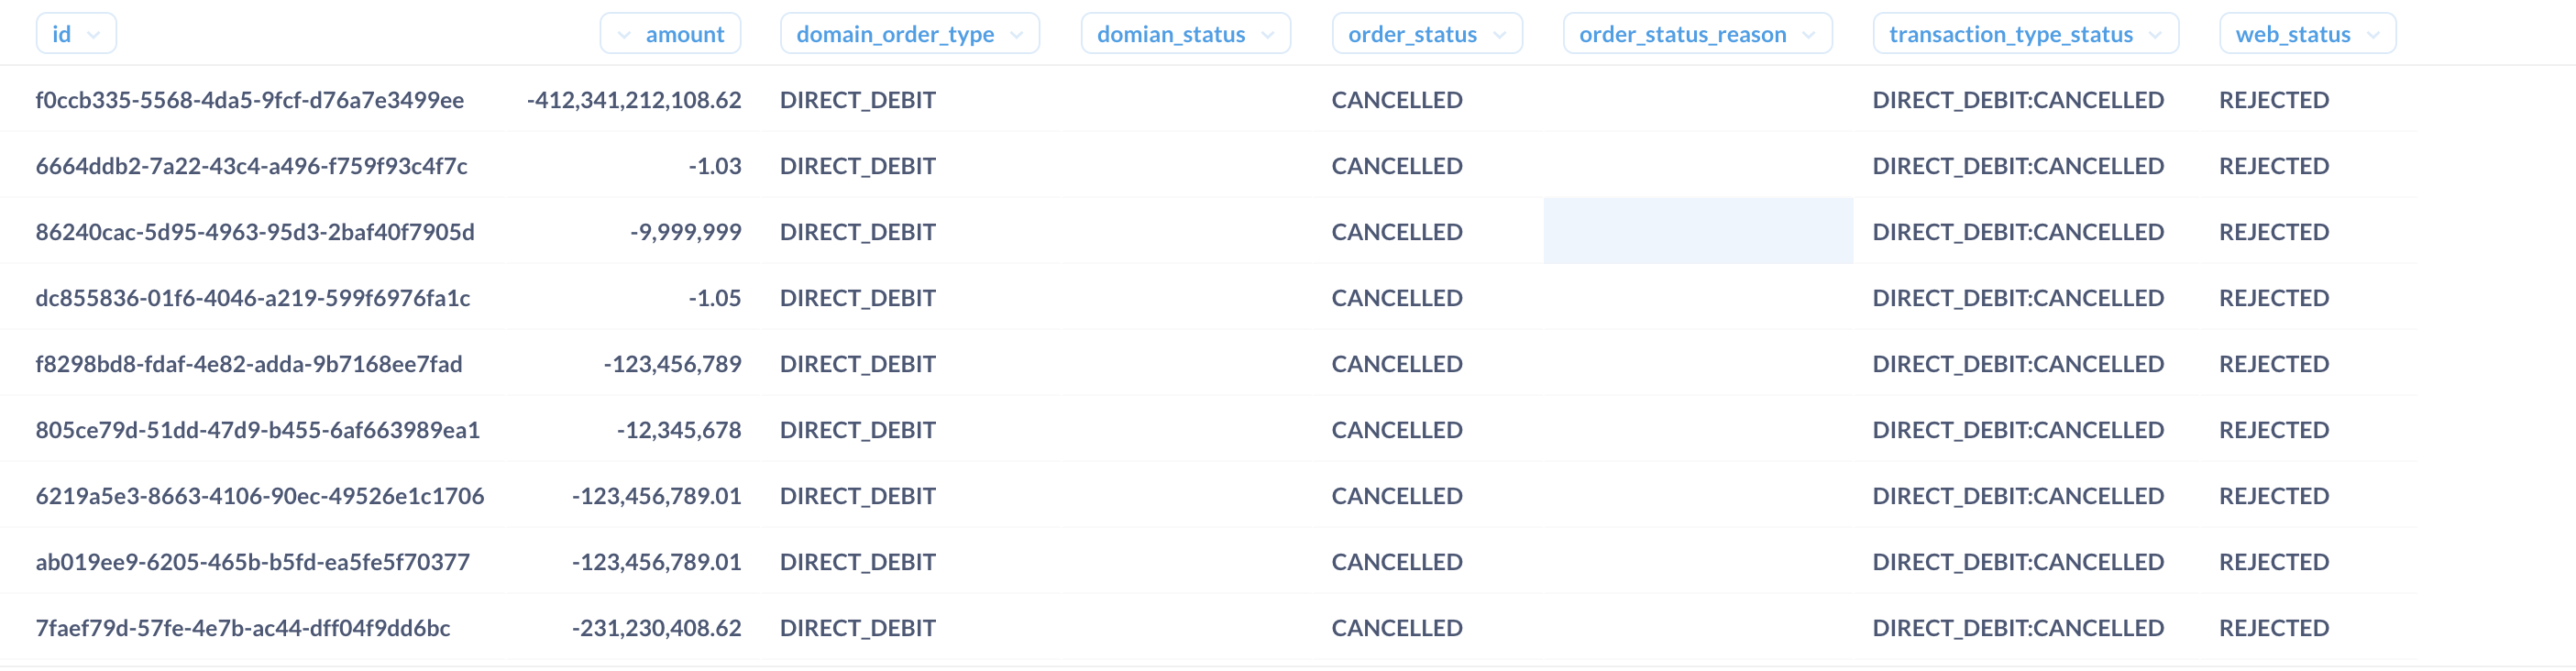 id amount domain_order_type domian_status order_status order_status_reason transaction_type_status web_status
f0ccb335-5568-4da5-9fcf-d76a7e3499ee -412,341,212,108.62 DIRECT_DEBIT CANCELLED DIRECT_DEBIT:CANCELLED REJECTED
6664ddb2-7a22-43c4-a496-f759f93c4f7c -1.03 DIRECT_DEBIT CANCELLED DIRECT_DEBIT:CANCELLED REJECTED
86240cac-5d95-4963-95d3-2baf40f7905d -9,999,999 DIRECT_DEBIT CANCELLED DIRECT_DEBIT:CANCELLED REJECTED
dc855836-01f6-4046-a219-599f6976fa1c -1.05 DIRECT_DEBIT CANCELLED DIRECT_DEBIT:CANCELLED REJECTED
f8298bd8-fdaf-4e82-adda-9b7168ee7fad -123,456,789 DIRECT_DEBIT CANCELLED DIRECT_DEBIT:CANCELLED REJECTED
805ce79d-51dd-47d9-b455-6af663989ea1 -12,345,678 DIRECT_DEBIT CANCELLED DIRECT_DEBIT:CANCELLED REJECTED
6219a5e3-8663-4106-90ec-49526e1c1706 -123,456,789.01 DIRECT_DEBIT CANCELLED DIRECT_DEBIT:CANCELLED REJECTED
ab019ee9-6205-465b-b5fd-ea5fe5f70377 -123,456,789.01 DIRECT_DEBIT CANCELLED DIRECT_DEBIT:CANCELLED REJECTED
7faef79d-57fe-4e7b-ac44-dff04f9dd6bc -231,230,408.62 DIRECT_DEBIT CANCELLED DIRECT_DEBIT:CANCELLED REJECTED